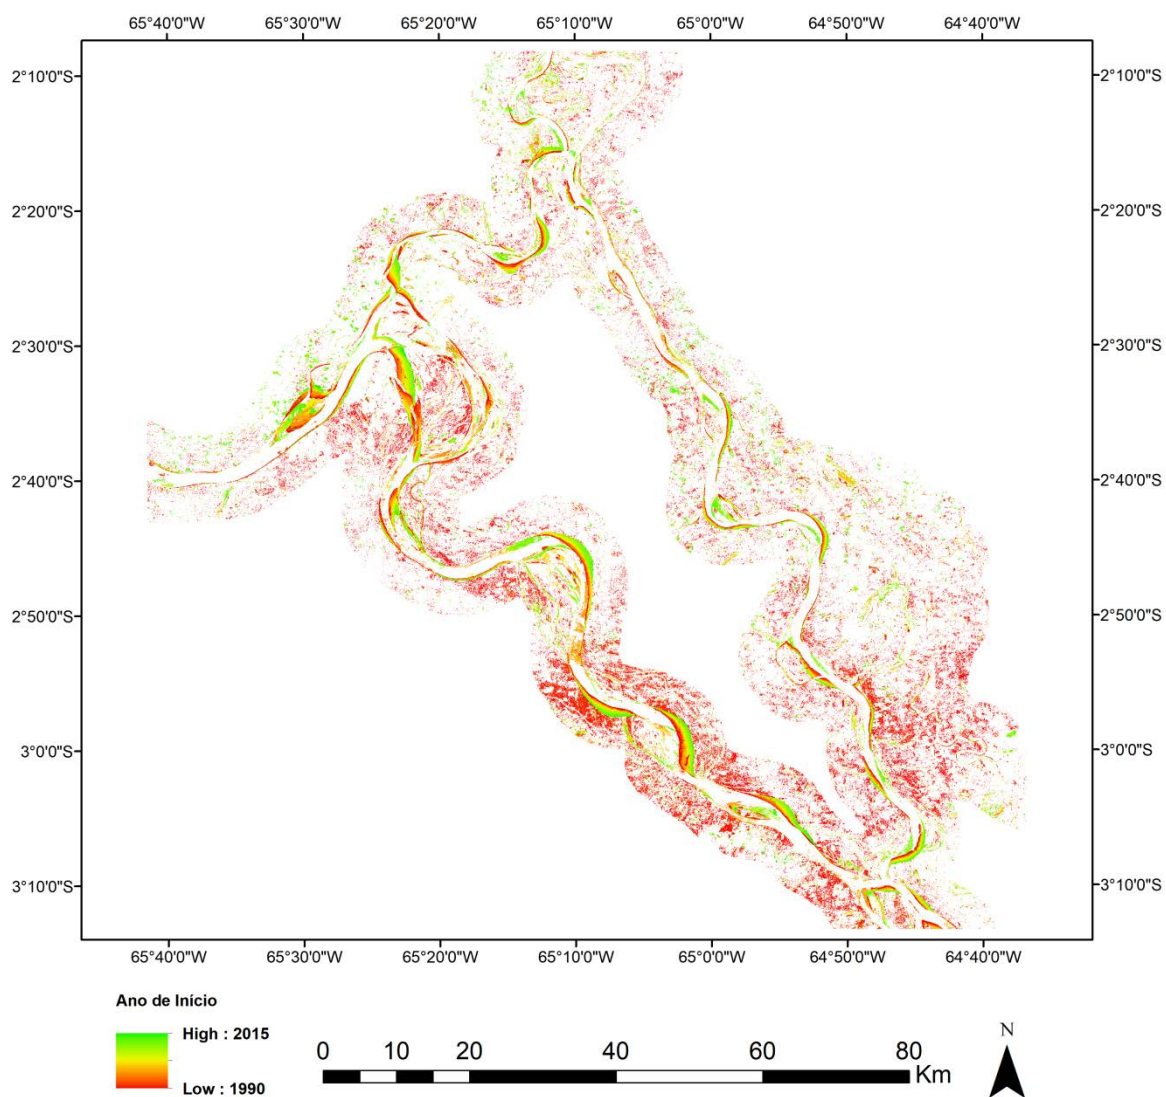 65°40'0"W 65°30'0"W 65°20'0"W 65°10'0"W 65°0'0"W 64°50'0"W 64°40'0"W
2°10'0"S 2°10'0"S
2°20'0"S 2°20'0"S
2°30'0"S 2°30'0"S
2°40'0"S 2°40'0"S
2°50'0"S 2°50'0"S
3°0'0"S 3°0'0"S
3°10'0"S 3°10'0"S
65°40'0"W 65°30'0"W 65°20'0"W 65°10'0"W 65°0'0"W 64°50'0"W 64°40'0"W
Ano de Início
High : 2015
Low : 1990
0 10 20 40 60 80
Km
N